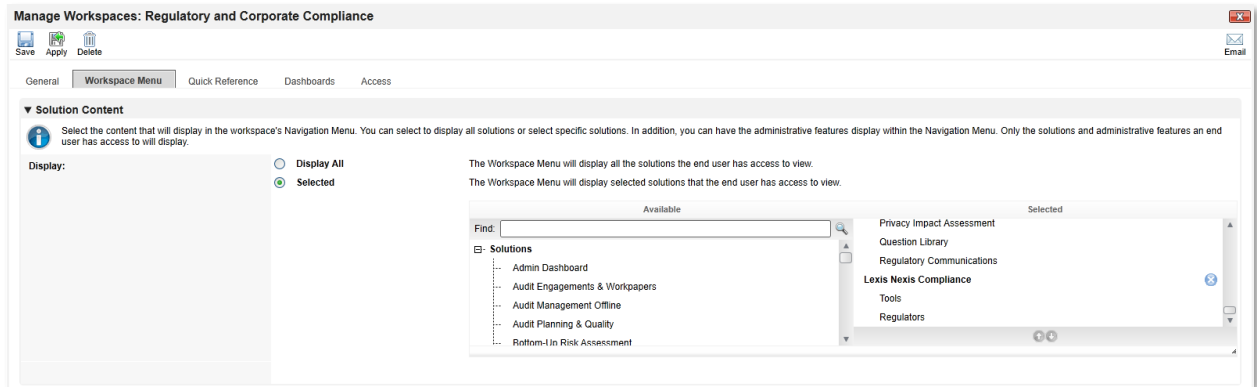 Manage Workspaces: Regulatory and Corporate Compliance
Save Apply Delete
Email
General Workspace Menu Quick Reference Dashboards Access
Solution Content
Select the content that will display in the workspace's Navigation Menu. You can select to display all solutions or select specific solutions. In addition, you can have the administrative features display within the Navigation Menu. Only the solutions and administrative features an end
user has access to will display.
Display:
Display All
The Workspace Menu will display all the solutions the end user has access to view.
Selected
The Workspace Menu will display selected solutions that the end user has access to view.
Available
Find:
Solutions
Admin Dashboard
Audit Engagements & Workpapers
Audit Management Offline
Audit Planning & Quality
Bottom-Up Risk Assessment
Selected
Privacy Impact Assessment
Question Library
Regulatory Communications
Lexis Nexis Compliance
Tools
Regulators